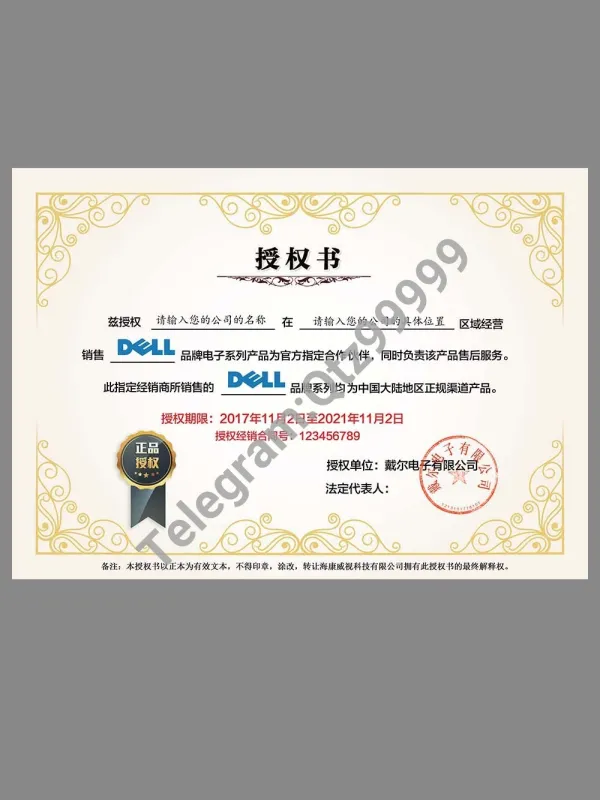 授权书
兹授权 请输入您的公司的名称 在 请输入您的公司的具体位置 区域经营
销售 DELL 品牌电子系列产品为官方指定合作伙伴，同时负责该产品售后服务。
此指定经销商所销售的 DELL 品牌系列均为中国大陆地区正规渠道产品。
授权期限：2017年11月2日至2021年11月2日
授权经销合同号：123456789
正品
授权
授权单位：戴尔电子有限公司
法定代表人：
戴尔电子有限公司
备注：本授权书以正本为有效文本，不得印章，涂改，转让海康威视科技有限公司拥有此授权书的最终解释权。
Telegram:Qtz99999